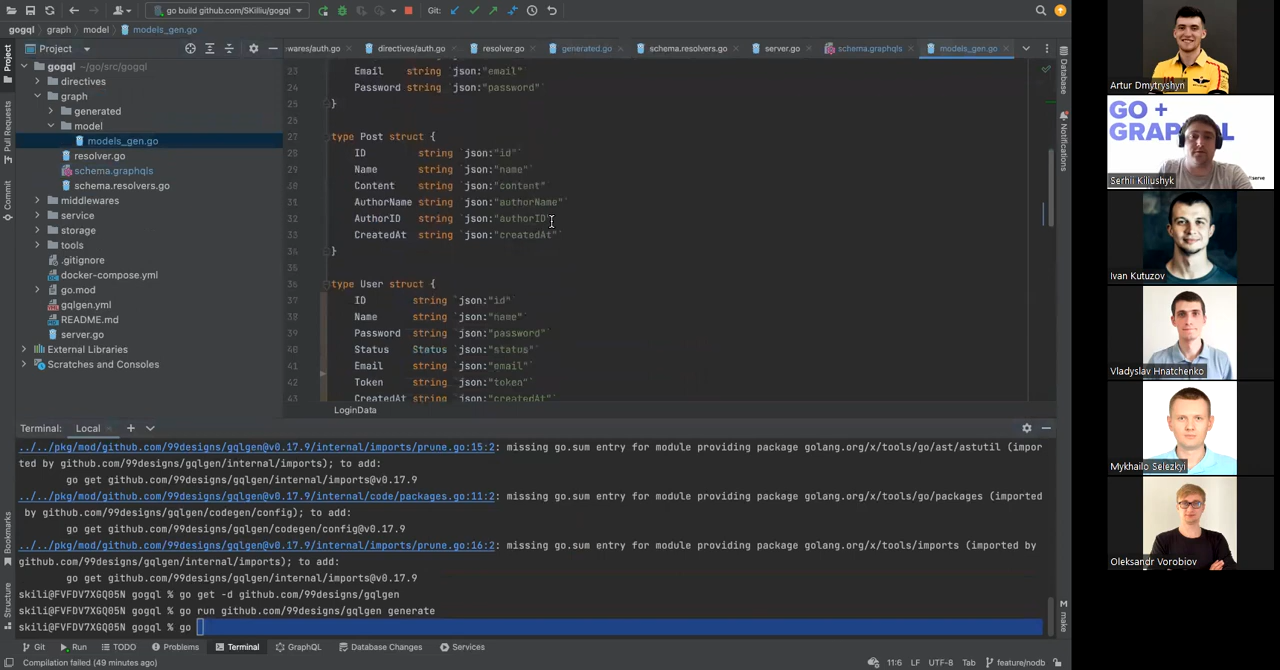 go build github.com/SKilliu/gogql
Git:
gogql
graph
model
models_gen.go
Project
wares/auth.go
directives/auth.go
resolver.go
generated.go
schema.resolvers.go
server.go
schema.graphqls
models_gen.go
gogql ~/go/src/gogql
directives
graph
generated
model
models_gen.go
resolver.go
schema.graphqls
schema.resolvers.go
middlewares
service
storage
tools
.gitignore
docker-compose.yml
go.mod
gqlgen.yml
README.md
server.go
External Libraries
Scratches and Consoles
Project
Pull Requests
Commit
Bookmarks
Structure
23 Email string `json:"email"`
24 Password string `json:"password"`
25 }
26
27 type Post struct {
28 ID string `json:"id"`
29 Name string `json:"name"`
30 Content string `json:"content"`
31 AuthorName string `json:"authorName"`
32 AuthorID string `json:"authorID"`
33 CreatedAt string `json:"createdAt"`
34 }
35
36 type User struct {
37 ID string `json:"id"`
38 Name string `json:"name"`
39 Password string `json:"password"`
40 Status Status `json:"status"`
41 Email string `json:"email"`
42 Token string `json:"token"`
43 CreatedAt string `json:"createdAt"`
LoginData
Database
Notifications
make
Terminal: Local
../../pkg/mod/github.com/99designs/gqlgen@v0.17.9/internal/imports/prune.go:15:2: missing go.sum entry for module providing package golang.org/x/tools/go/ast/astutil (impor
ted by github.com/99designs/gqlgen/internal/imports); to add:
go get github.com/99designs/gqlgen/internal/imports@v0.17.9
../../pkg/mod/github.com/99designs/gqlgen@v0.17.9/internal/code/packages.go:11:2: missing go.sum entry for module providing package golang.org/x/tools/go/packages (imported
by github.com/99designs/gqlgen/codegen/config); to add:
go get github.com/99designs/gqlgen/codegen/config@v0.17.9
../../pkg/mod/github.com/99designs/gqlgen@v0.17.9/internal/imports/prune.go:16:2: missing go.sum entry for module providing package golang.org/x/tools/imports (imported by
github.com/99designs/gqlgen/internal/imports); to add:
go get github.com/99designs/gqlgen/internal/imports@v0.17.9
skili@FVFDV7XGQ05N gogql % go get -d github.com/99designs/gqlgen
skili@FVFDV7XGQ05N gogql % go run github.com/99designs/gqlgen generate
skili@FVFDV7XGQ05N gogql % go
Git
Run
TODO
Problems
Terminal
GraphQL
Database Changes
Services
Compilation failed (49 minutes ago)
11:6 LF UTF-8 Tab feature/nodb
Artur Dmytryshyn
GO +
Serhii Kiliushyk
Ivan Kutuzov
Vladyslav Hnatchenko
Mykhailo Selezkyi
Oleksandr Vorobiov